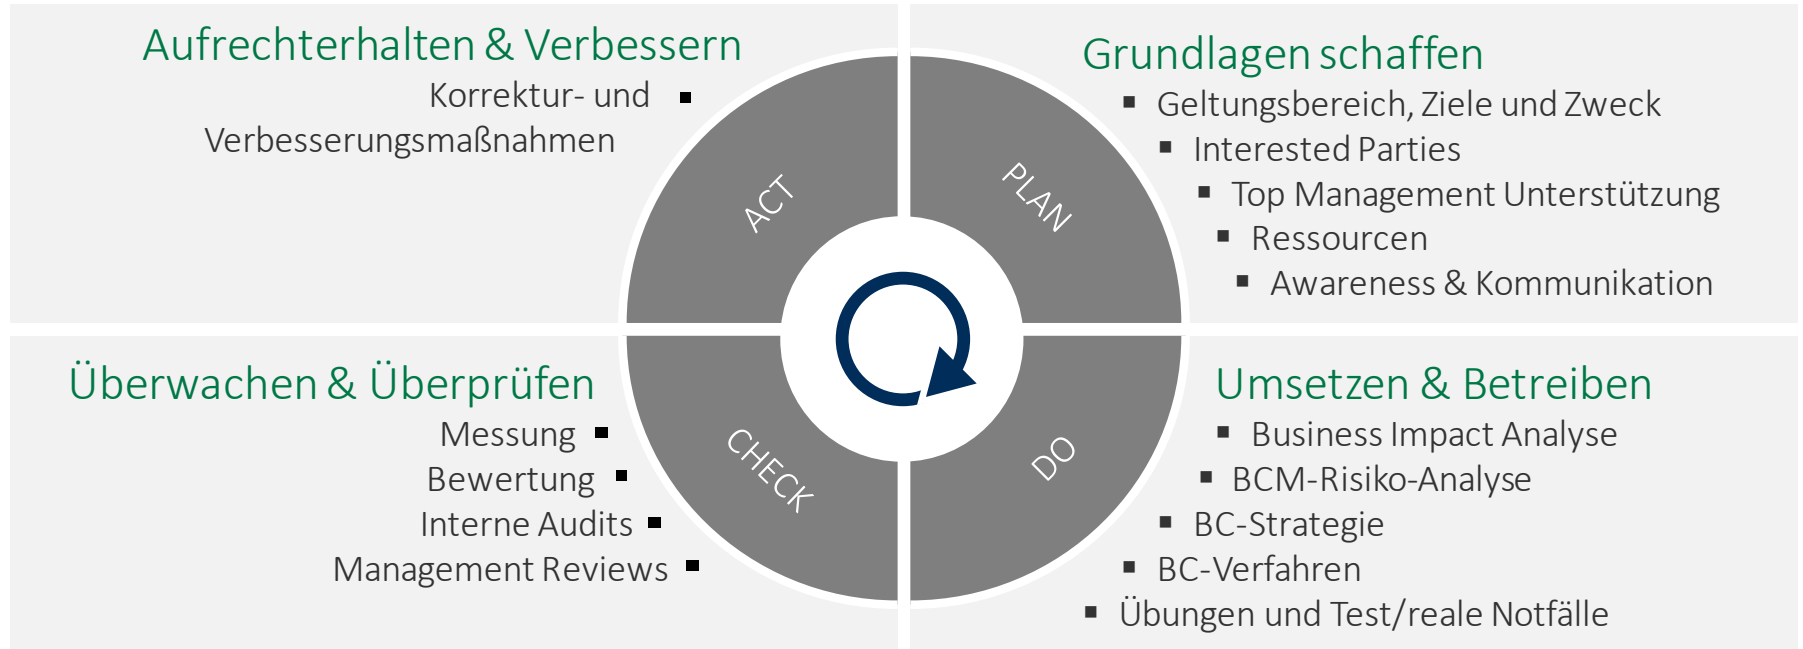 Aufrechterhalten & Verbessern
Korrektur- und
Verbesserungsmaßnahmen
ACT
Grundlagen schaffen
Geltungsbereich, Ziele und Zweck
Interested Parties
Top Management Unterstützung
Ressourcen
Awareness & Kommunikation
PLAN
Überwachen & Überprüfen
Messung
Bewertung
Interne Audits
Management Reviews
CHECK
Umsetzen & Betreiben
Business Impact Analyse
BCM-Risiko-Analyse
BC-Strategie
BC-Verfahren
Übungen und Test/reale Notfälle
DO